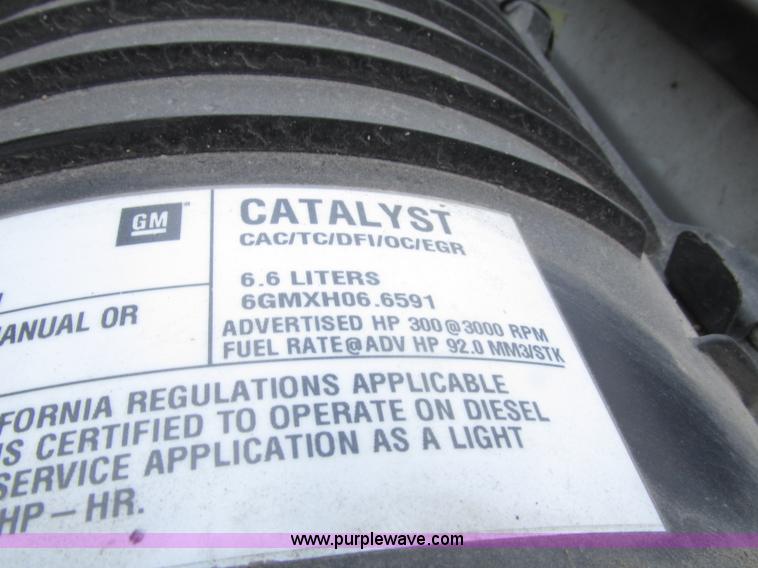 GM
CATALYST
CAC/TC/DFI/OC/EGR
6.6 LITERS
6GMXH06.6591
ANUAL OR
ADVERTISED HP 300@3000 RPM
FUEL RATE@ADV HP 92.0 MM3/STK
FORNIA REGULATIONS APPLICABLE
IS CERTIFIED TO OPERATE ON DIESEL
SERVICE APPLICATION AS A LIGHT
HP-HR.
www.purplewave.com